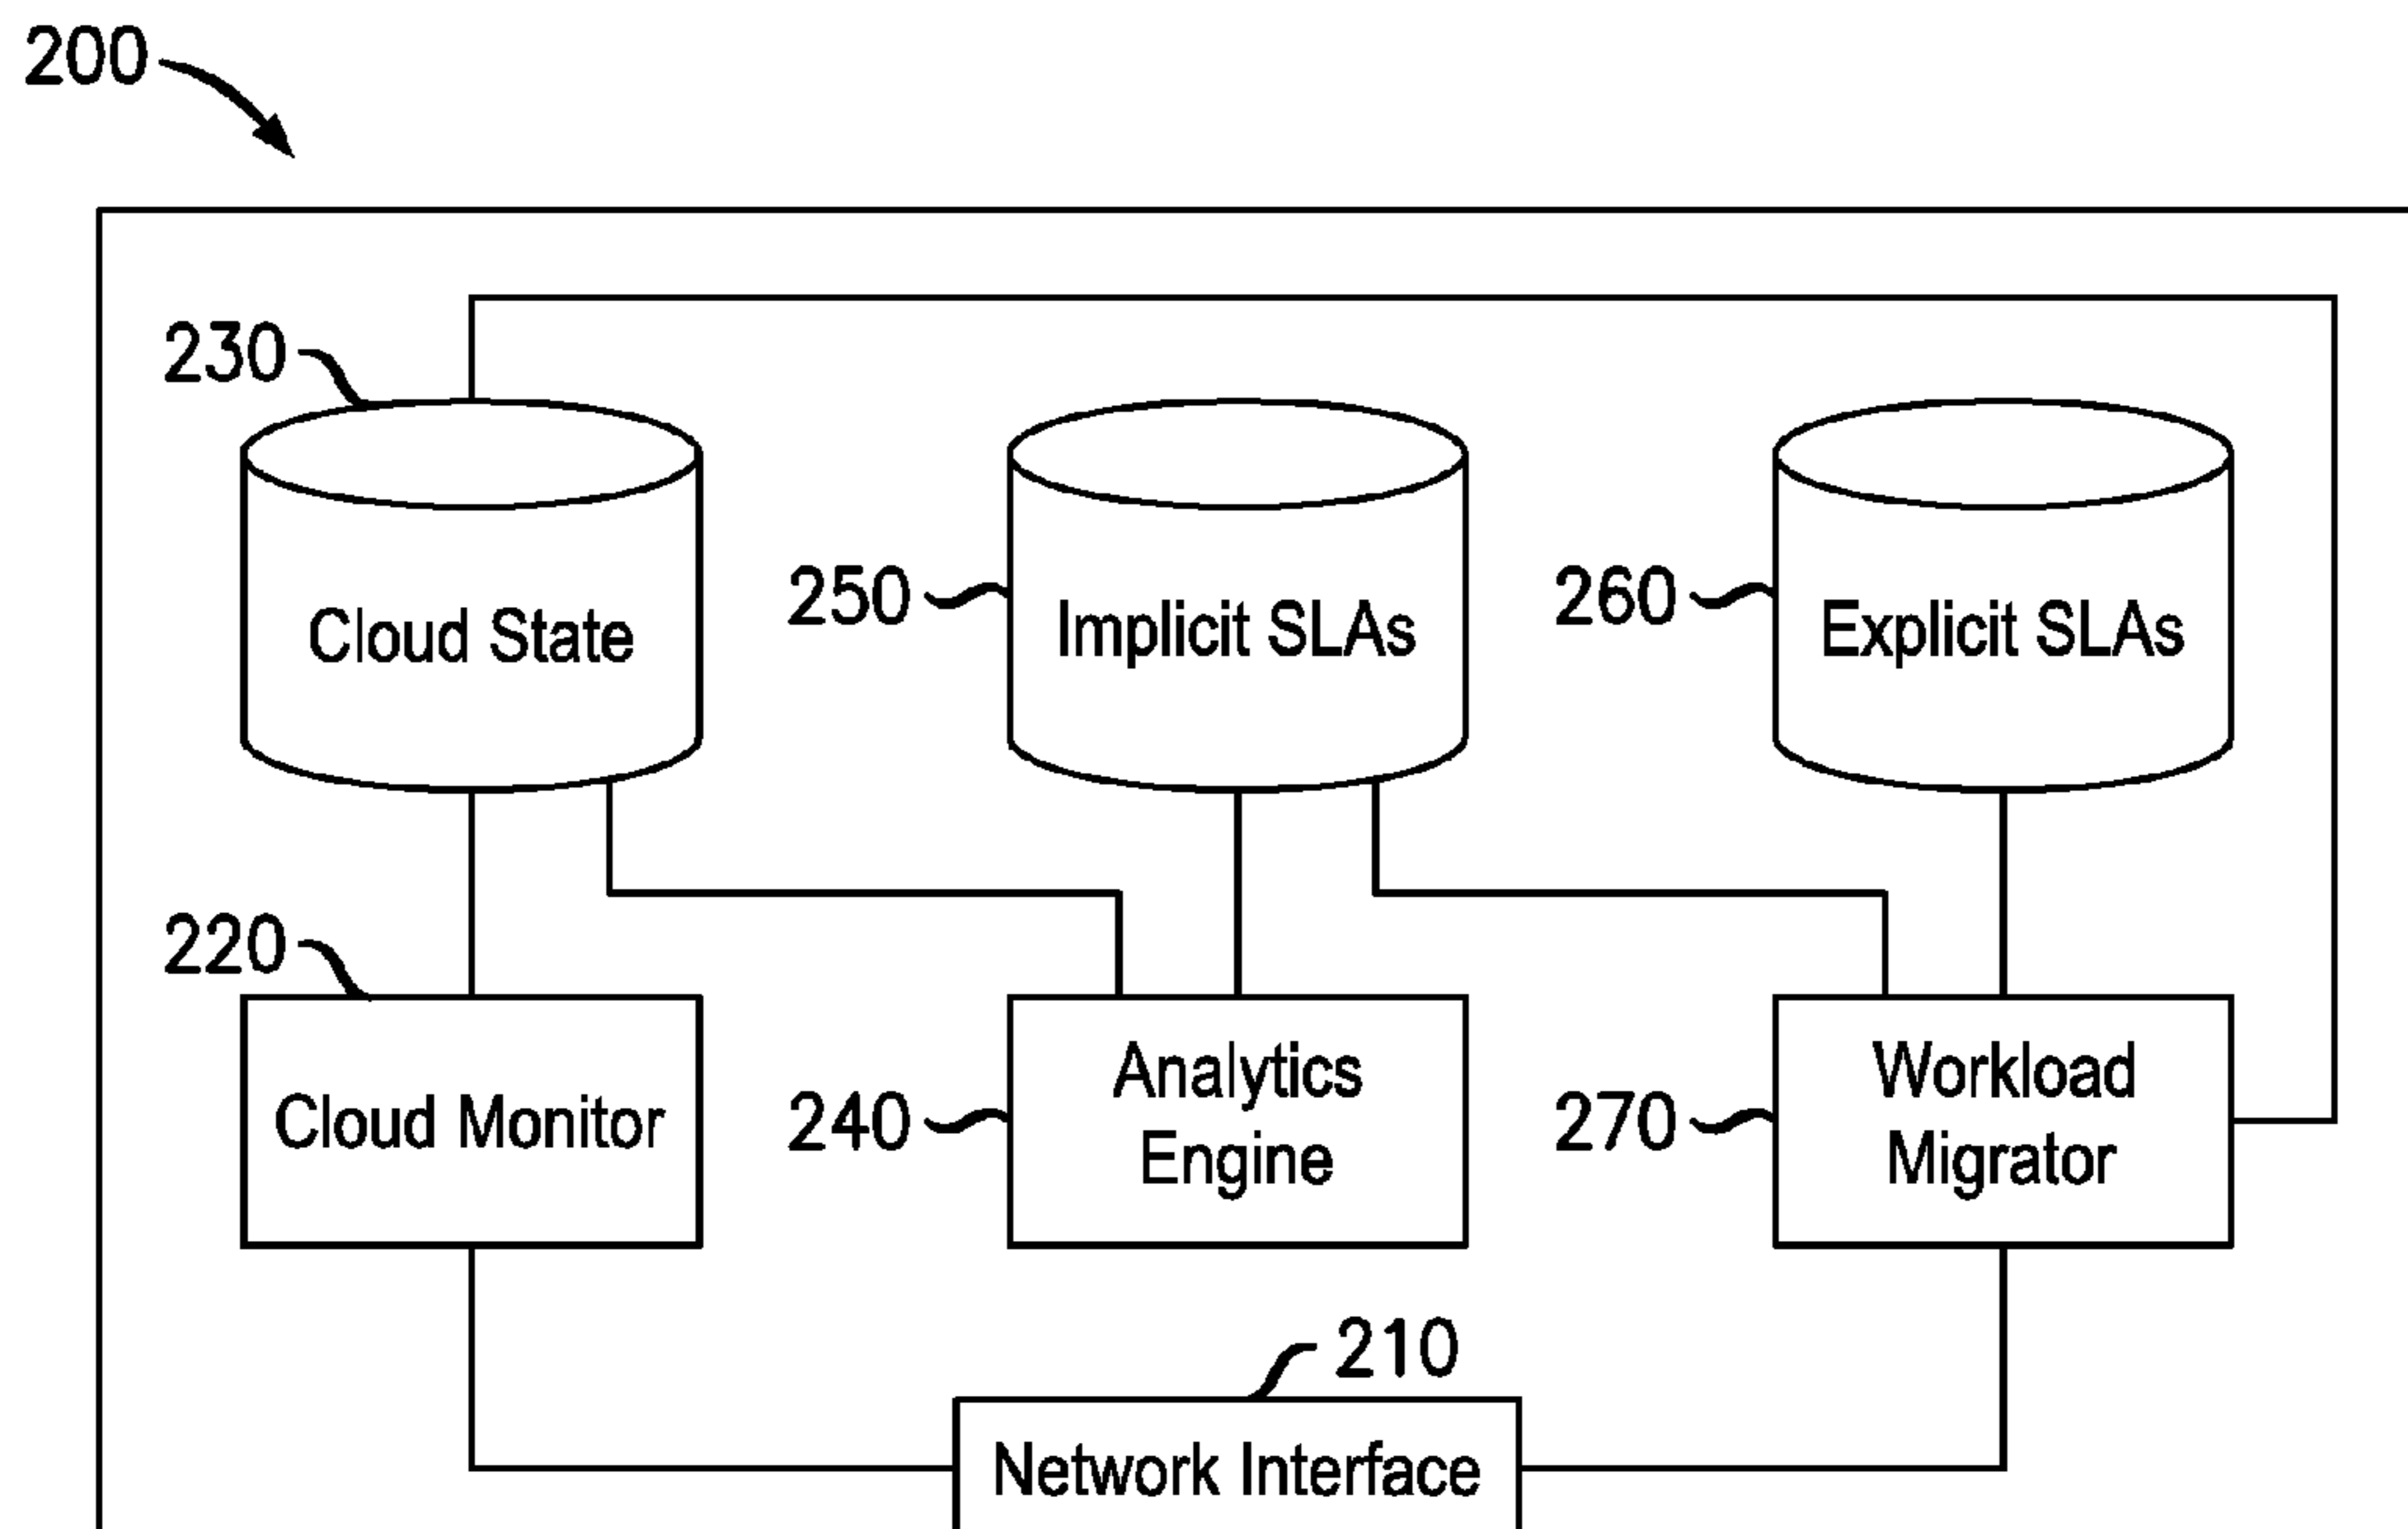 200
230
Cloud State
250
Implicit SLAs
260
Explicit SLAs
220
Cloud Monitor
240
Analytics
Engine
270
Workload
Migrator
210
Network Interface